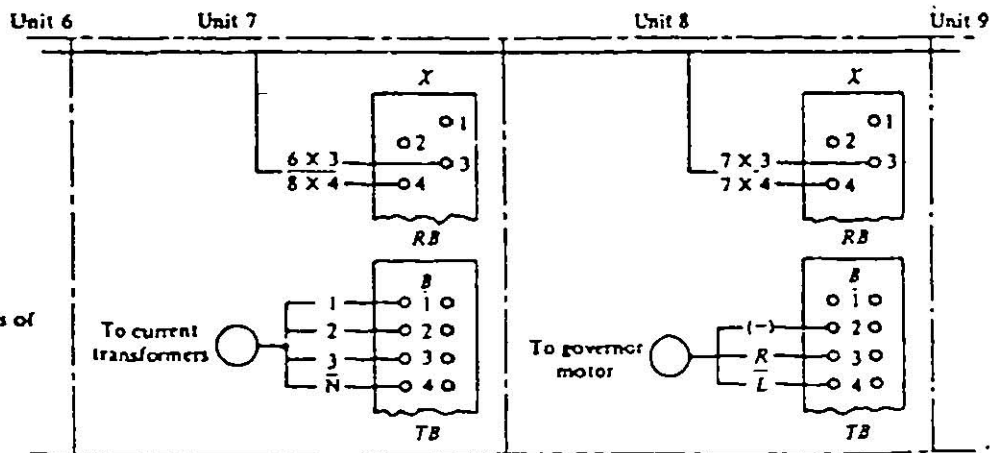 Unit 6 Unit 7 Unit 8 Unit 9
X X
1 1
2 2
6 X 3 3 7 X 3 3
8 X 4 4 7 X 4 4
RB RB
B B
1 1 1
2 2 (-) 2
3 3 R 3
N 4 L 4
TB TB
s of
To current
transformers
To governor
motor